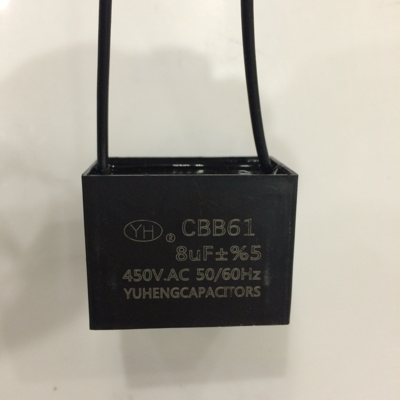 YH ® CBB61
8uF±%5
450V.AC 50/60Hz
YUHENGCAPACITORS